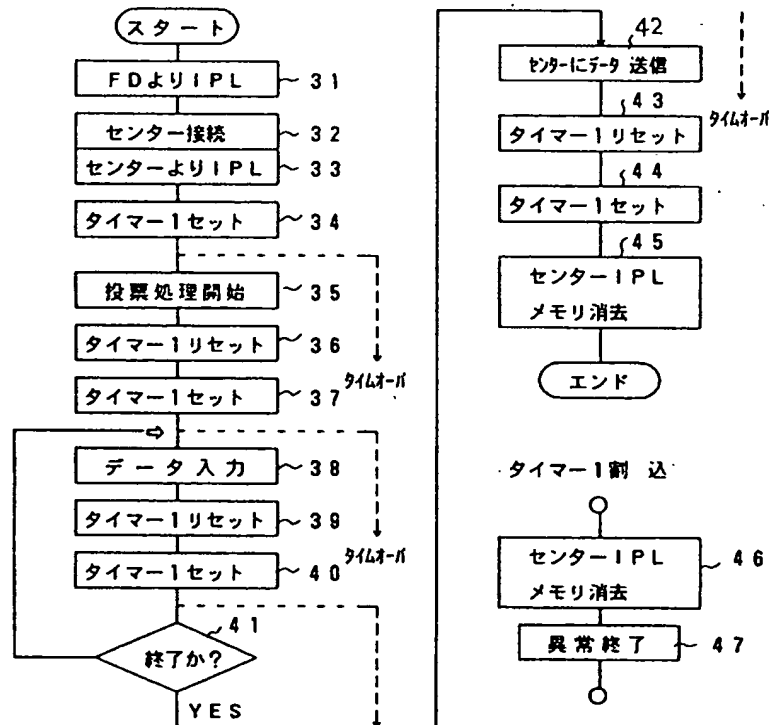 スタート
FDよりIPL 31
センター接続 32
センターよりIPL 33
タイマー1セット 34
投票処理開始 35
タイマー1リセット 36
タイムオーバ
タイマー1セット 37
データ入力 38
タイマー1リセット 39
タイムオーバ
タイマー1セット 40
41
終了か?
YES
42
センターにデータ 送信
タイムオーバ
43
タイマー1リセット
44
タイマー1セット
45
センターIPL
メモリ消去
エンド
タイマー1割 込
センターIPL
メモリ消去
46
異常終了 47